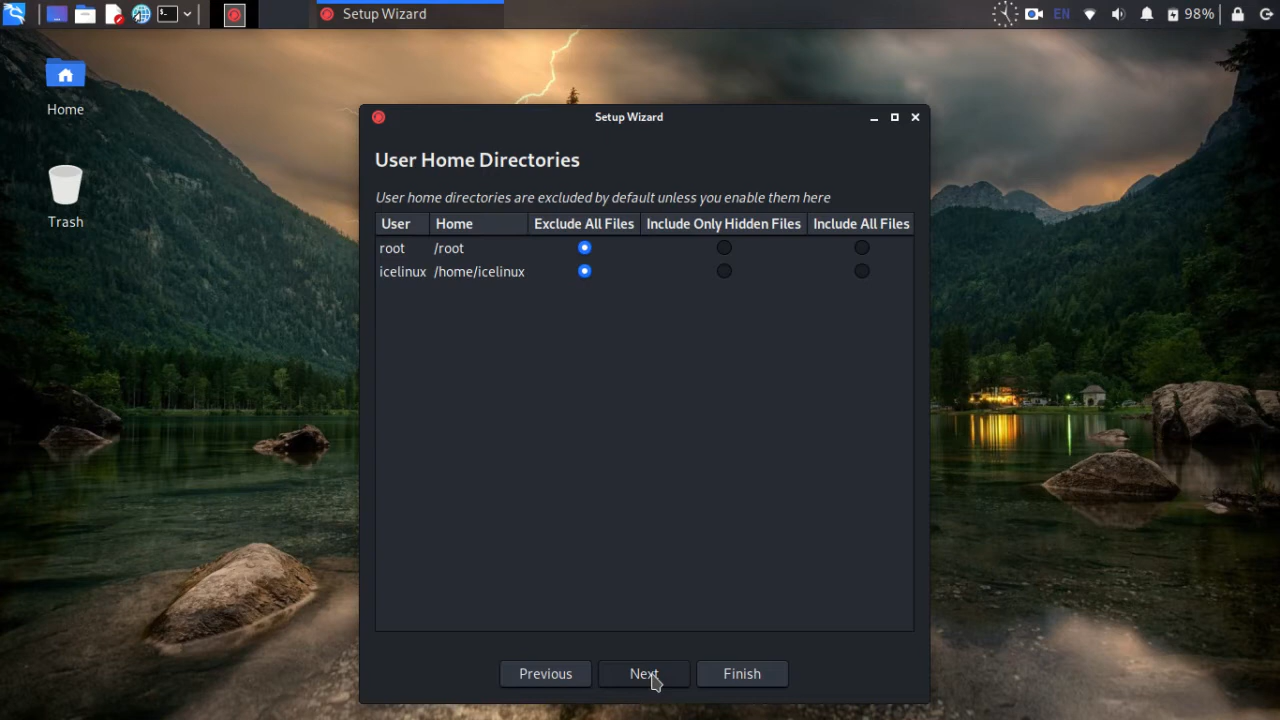 Setup Wizard
EN
98%
Home
Trash
Setup Wizard
User Home Directories
User home directories are excluded by default unless you enable them here
User Home Exclude All Files Include Only Hidden Files Include All Files
root /root
icelinux /home/icelinux
Previous Next Finish